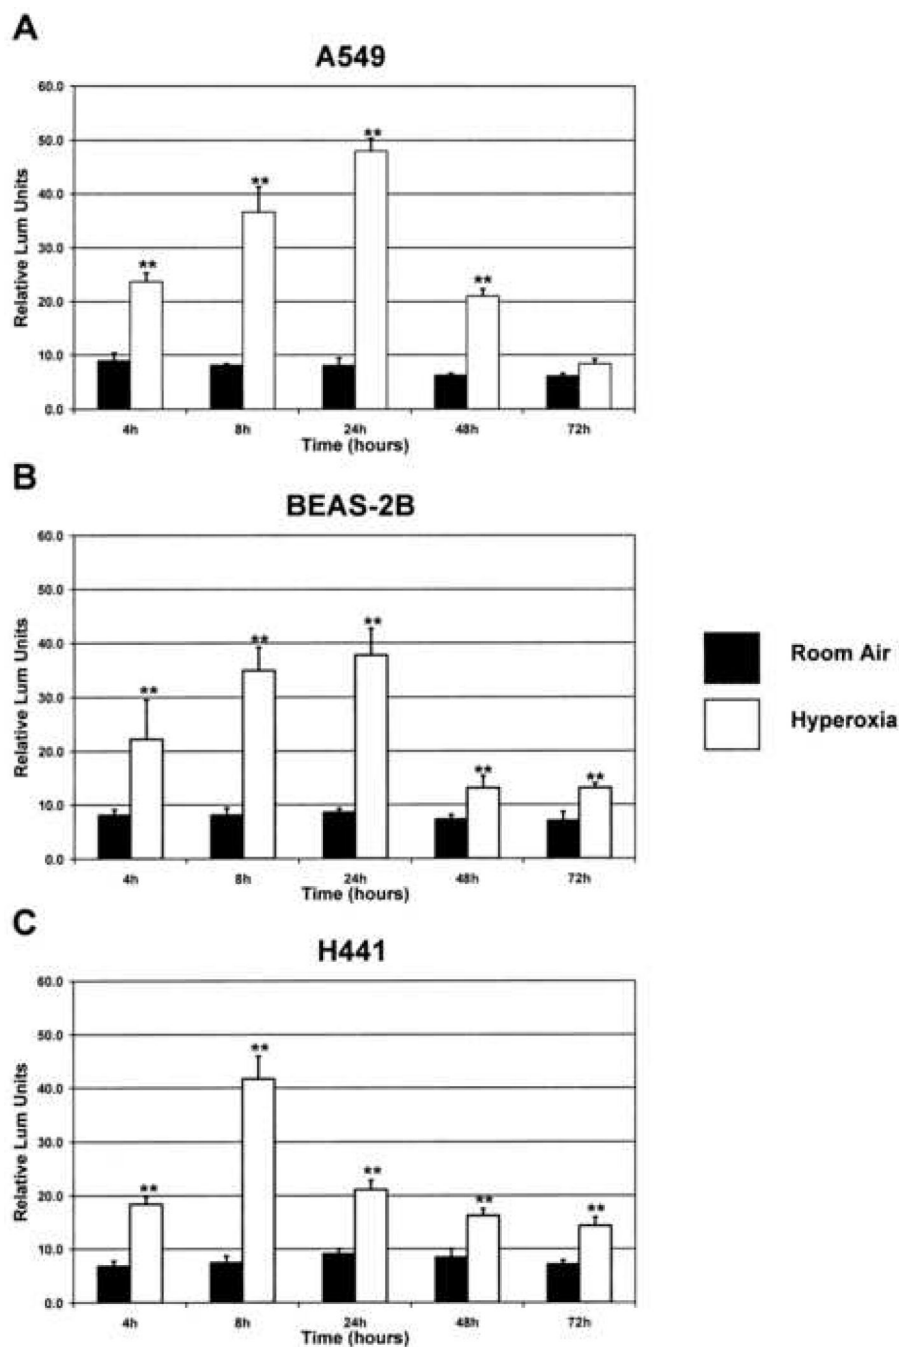 A
A549
Relative Lum Units
60.0
50.0
40.0
30.0
20.0
10.0
0.0
**
**
**
**
4h 8h 24h 48h 72h
Time (hours)
B
BEAS-2B
Relative Lum Units
60.0
50.0
40.0
30.0
20.0
10.0
0.0
**
**
**
**
**
4h 8h 24h 48h 72h
Time (hours)
Room Air
Hyperoxia
C
H441
Relative Lum Units
60.0
50.0
40.0
30.0
20.0
10.0
0.0
**
**
**
**
**
4h 8h 24h 48h 72h
Time (hours)